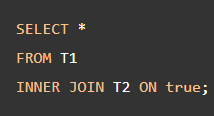 SELECT *
FROM T1
INNER JOIN T2 ON true;